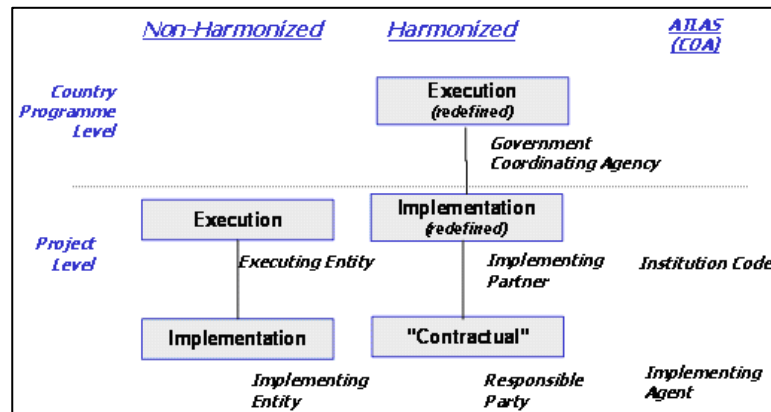 Non-Harmonized
Harmonized
ATLAS
(COA)
Country
Programme
Level
Execution
(redefined)
Government
Coordinating Agency
Project
Level
Execution
Implementation
(redefined)
Executing Entity
Implementing
Partner
Institution Code
Implementation
"Contractual"
Implementing
Entity
Responsible
Party
Implementing
Agent